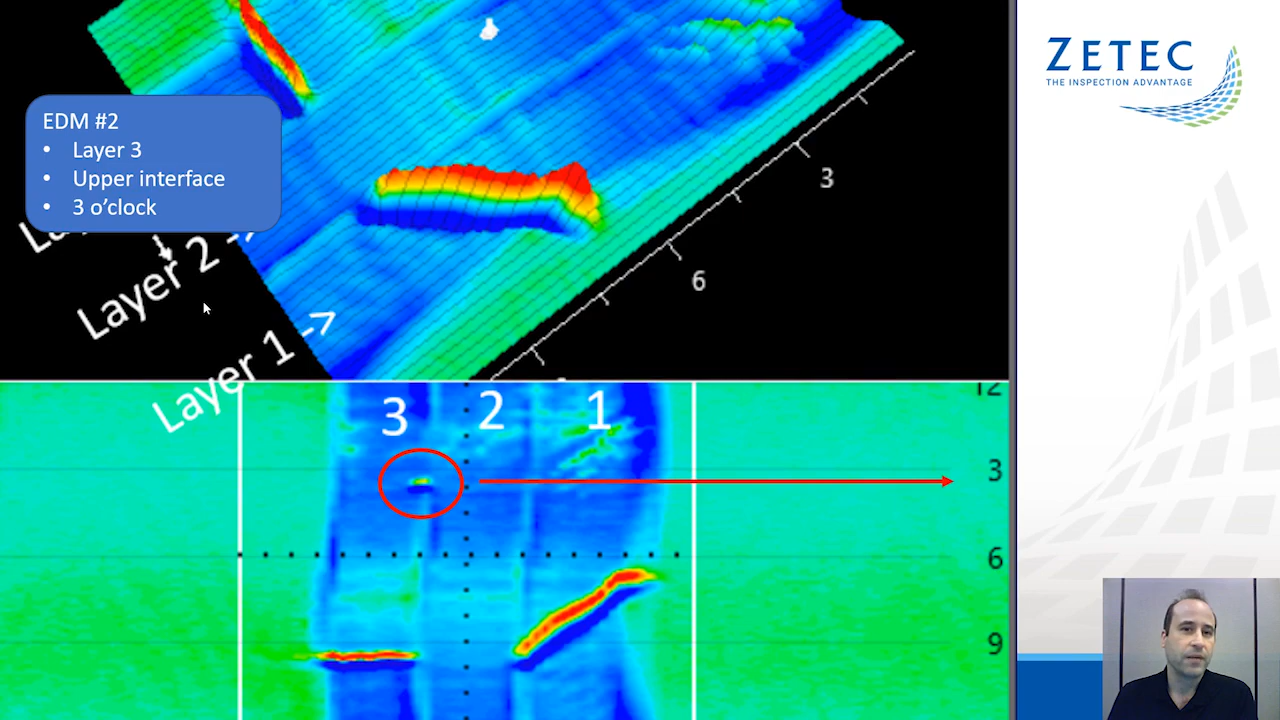 ZETEC
THE INSPECTION ADVANTAGE
EDM #2
• Layer 3
• Upper interface
• 3 o’clock
Layer 2 ->
Layer 1 ->
3
6
3 2 1
12
3
6
9